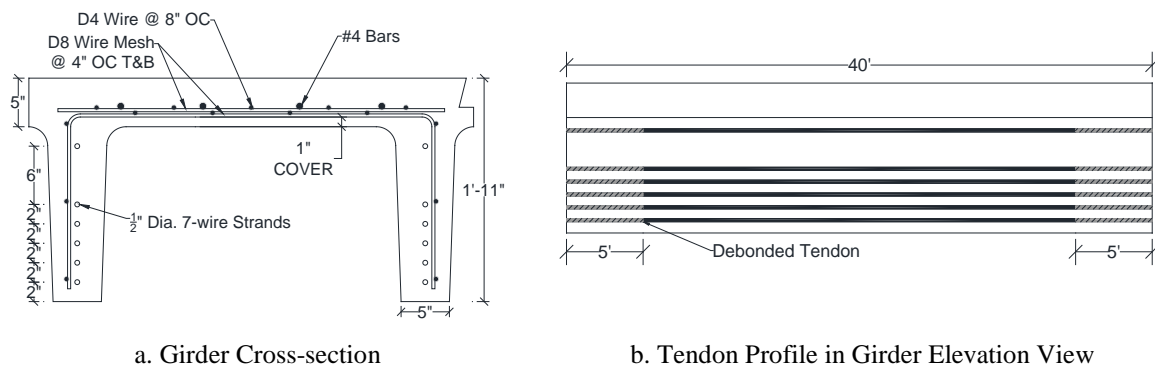 D4 Wire @ 8" OC
D8 Wire Mesh
@ 4" OC T&B
#4 Bars
5"
1"
COVER
6"
1'-11"
2"
½" Dia. 7-wire Strands
2"
2"
2"
2"
5"
a. Girder Cross-section
40'
5'
Debonded Tendon
5'
b. Tendon Profile in Girder Elevation View